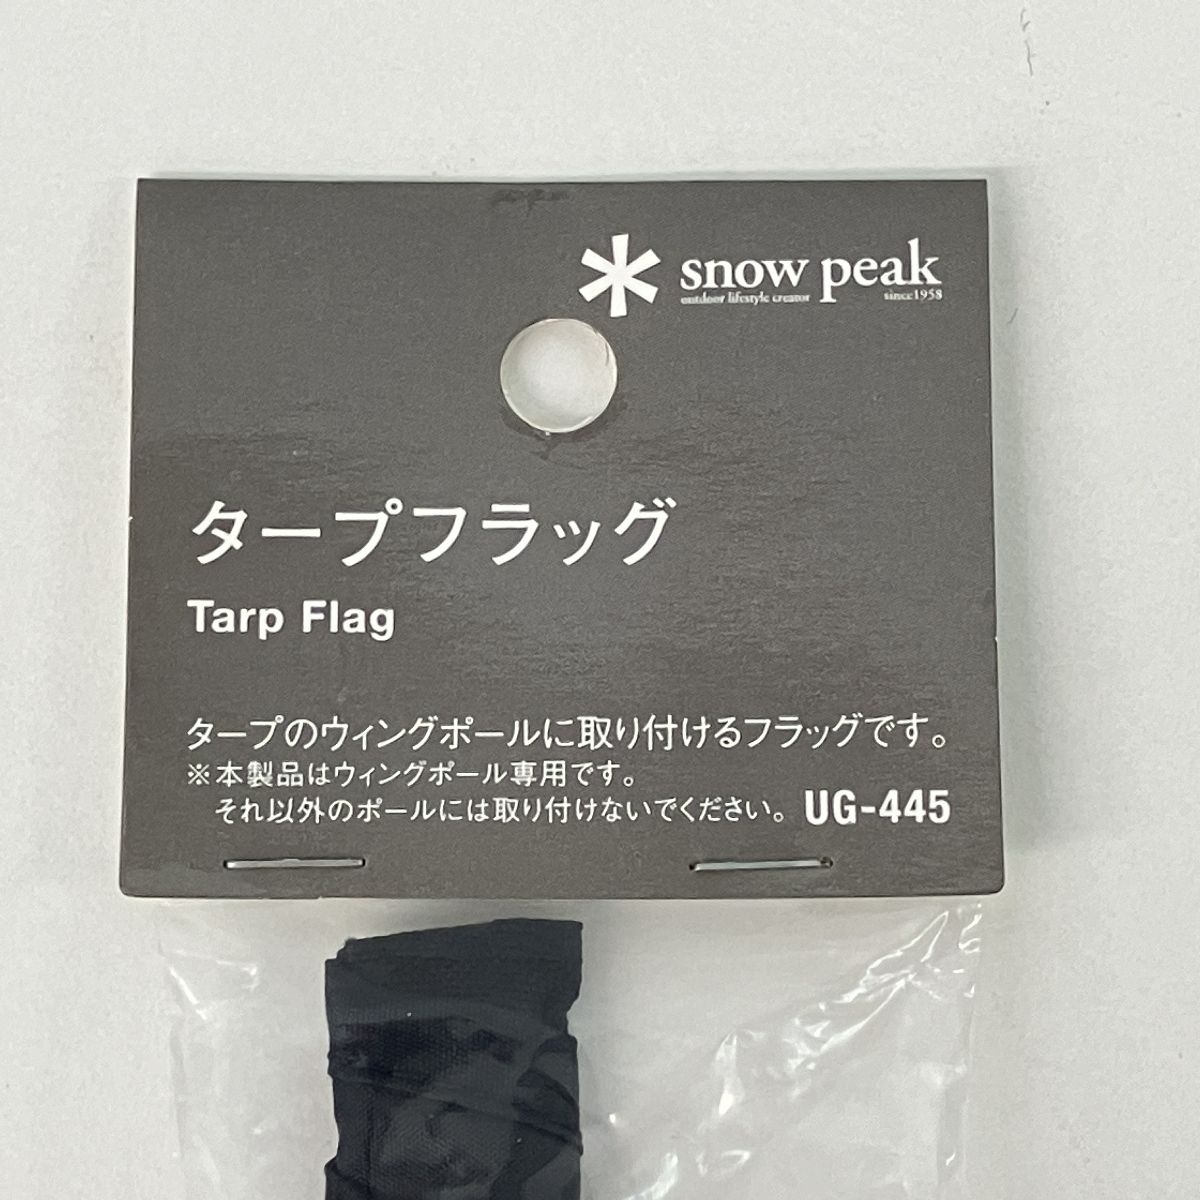 snow peak
outdoor lifestyle creator since1958
タープフラッグ
Tarp Flag
タープのウィングポールに取り付けるフラッグです。
※本製品はウィングポール専用です。
それ以外のポールには取り付けないでください。 UG-445